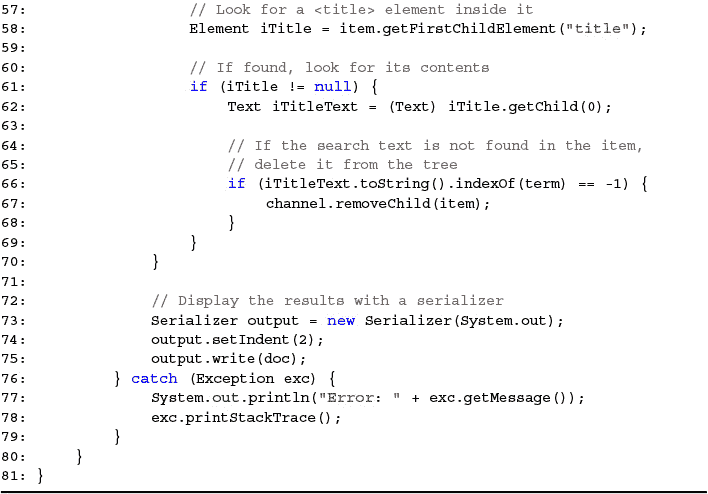 57: // Look for a <title> element inside it
58: Element iTitle = item.getFirstChildElement("title");
59:
60: // If found, look for its contents
61: if (iTitle != null) {
62: Text iTitleText = (Text) iTitle.getChild(0);
63:
64: // If the search text is not found in the item,
65: // delete it from the tree
66: if (iTitleText.toString().indexOf(term) == -1) {
67: channel.removeChild(item);
68: }
69: }
70: }
71:
72: // Display the results with a serializer
73: Serializer output = new Serializer(System.out);
74: output.setIndent(2);
75: output.write(doc);
76: } catch (Exception exc) {
77: System.out.println("Error: " + exc.getMessage());
78: exc.printStackTrace();
79: }
80: }
81: }